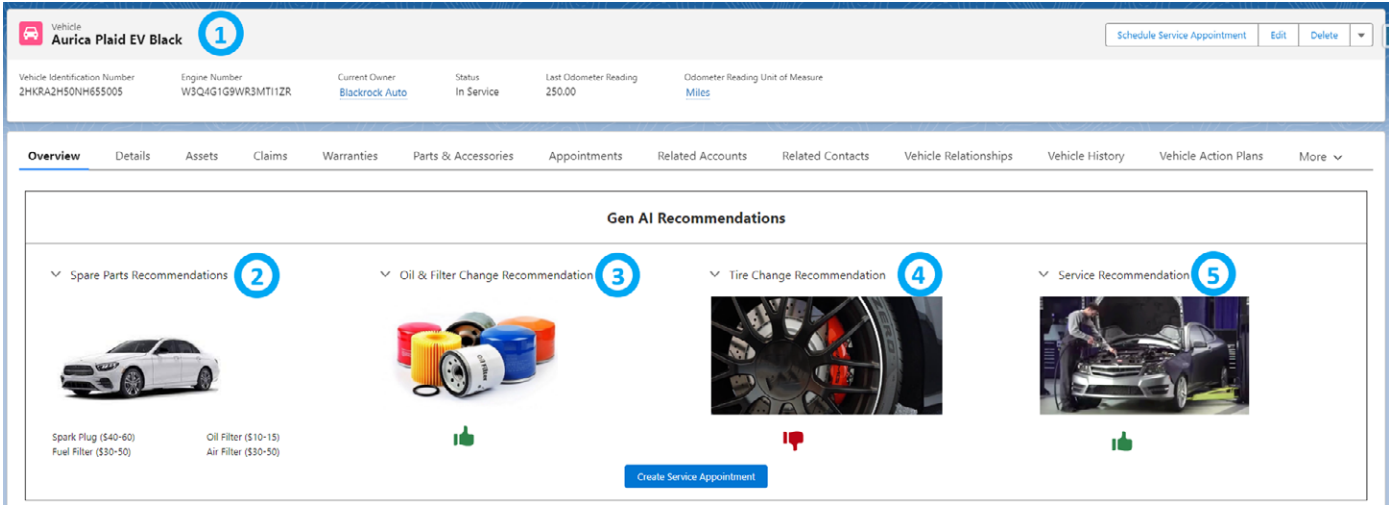 Vehicle
Aurica Plaid EV Black
1
Schedule Service Appointment Edit Delete
Vehicle Identification Number Engine Number Current Owner Status Last Odometer Reading Odometer Reading Unit of Measure
2HKRA2H50NH655005 W3Q4G1G9WR3MTI1ZR Blackrock Auto In Service 250.00 Miles
Overview Details Assets Claims Warranties Parts & Accessories Appointments Related Accounts Related Contacts Vehicle Relationships Vehicle History Vehicle Action Plans More
Gen AI Recommendations
Spare Parts Recommendations 2 Oil & Filter Change Recommendation 3 Tire Change Recommendation 4 Service Recommendation 5
Spark Plug ($40-60) Oil Filter ($10-15)
Fuel Filter ($30-50) Air Filter ($30-50)
Create Service Appointment